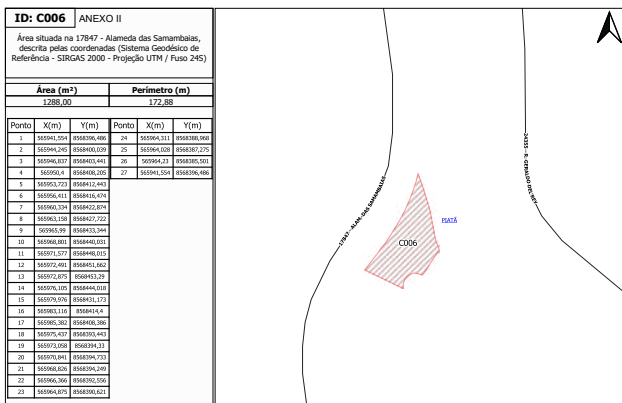 ID: C006 ANEXO II
Área situada na 17847 - Alameda das Samambaias,
descrita pelas coordenadas (Sistema Geodésico de
Referência - SIRGAS 2000 - Projeção UTM / Fuso 24S)
Área (m²) Perímetro (m)
1288,00 172,88
Ponto X(m) Y(m) Ponto X(m) Y(m)
1 565941,554 8568396,486 24 565964,311 8568388,968
2 565944,245 8568400,039 25 565964,028 8568387,275
3 565946,837 8568403,441 26 565964,23 8568385,501
4 565950,4 8568408,205 27 565941,554 8568396,486
5 565953,723 8568412,443
6 565956,411 8568416,474
7 565960,334 8568422,874
8 565963,158 8568427,722
9 565965,99 8568433,344
10 565968,801 8568440,031
11 565971,577 8568448,015
12 565972,491 8568451,662
13 565972,875 8568453,29
14 565976,105 8568444,018
15 565979,976 8568431,173
16 565983,116 8568414,4
17 565985,382 8568408,386
18 565975,437 8568393,443
19 565973,058 8568394,33
20 565970,841 8568394,733
21 565968,826 8568394,249
22 565966,366 8568392,556
23 565964,875 8568390,621
17847 - ALAM. DAS SAMAMBAIAS
24355 - R. GERALDO DEL REY
PIATÃ
C006